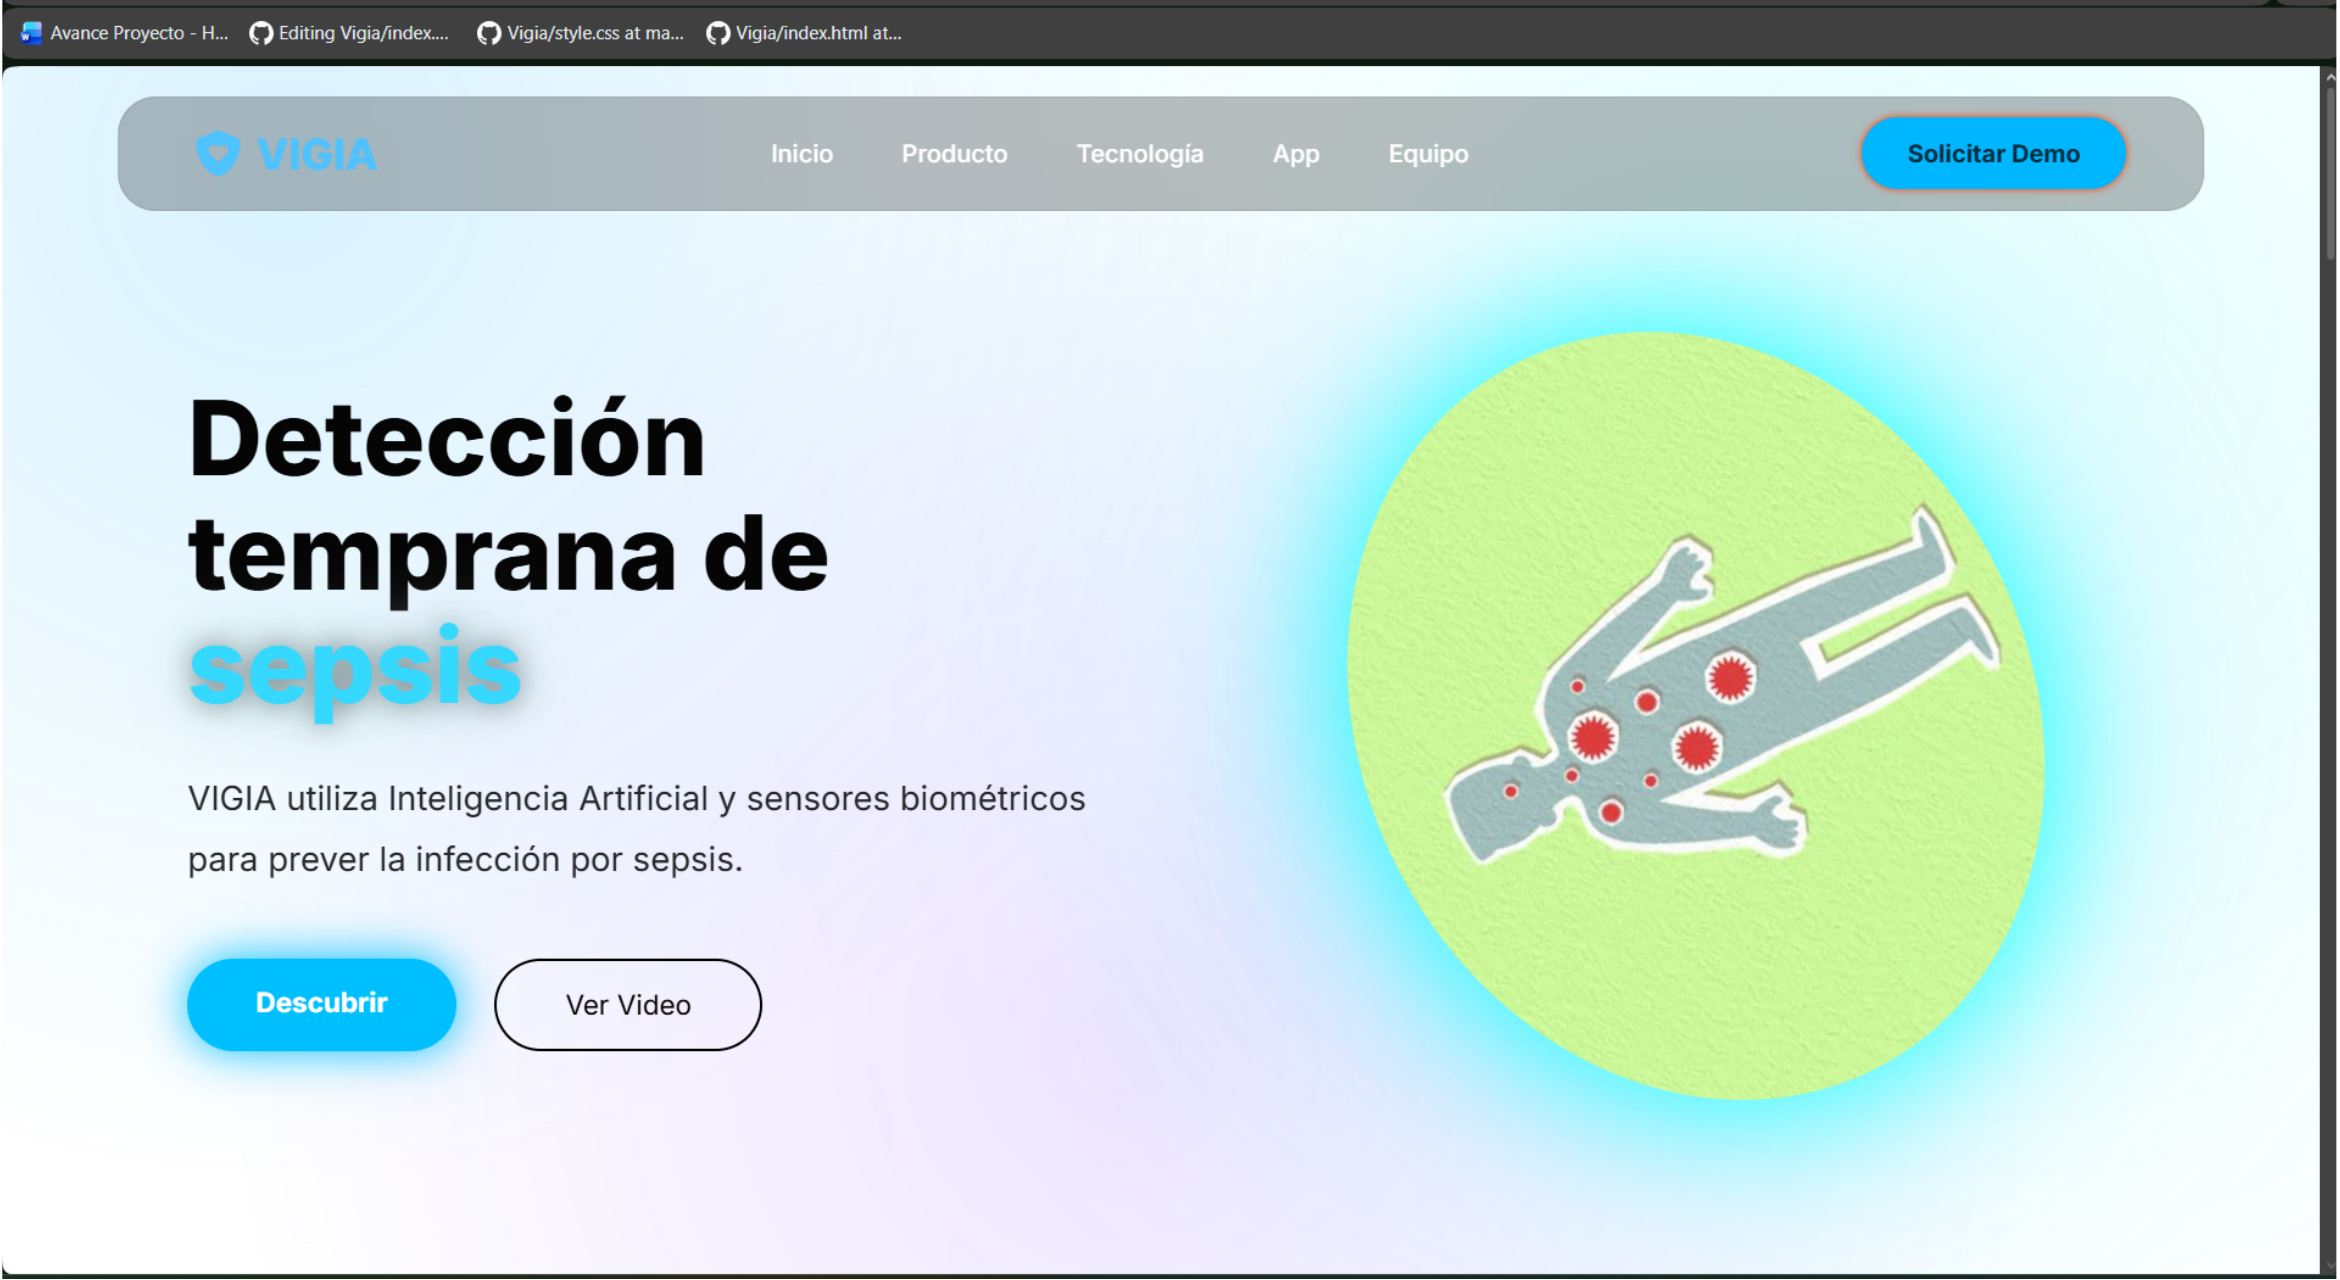 Avance Proyecto - H...
Editing Vigia/index....
Vigia/style.css at ma...
Vigia/index.html at...
VIGIA
Inicio
Producto
Tecnología
App
Equipo
Solicitar Demo
Detección
temprana de
sepsis
VIGIA utiliza Inteligencia Artificial y sensores biométricos
para prever la infección por sepsis.
Descubrir
Ver Video